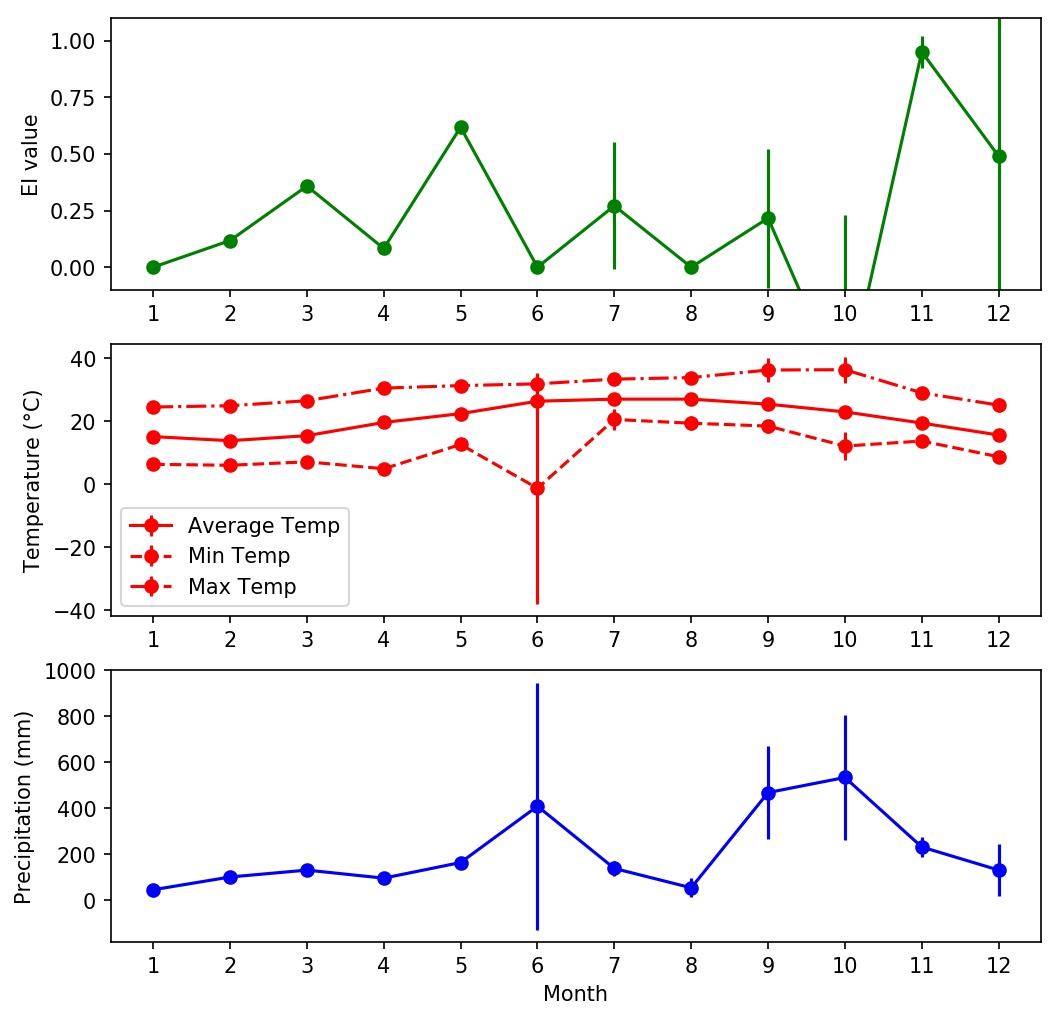 EI value
1.00
0.75
0.50
0.25
0.00
1 2 3 4 5 6 7 8 9 10 11 12
Temperature (°C)
40
20
0
−20
−40
Average Temp
Min Temp
Max Temp
1 2 3 4 5 6 7 8 9 10 11 12
Precipitation (mm)
1000
800
600
400
200
0
1 2 3 4 5 6 7 8 9 10 11 12
Month